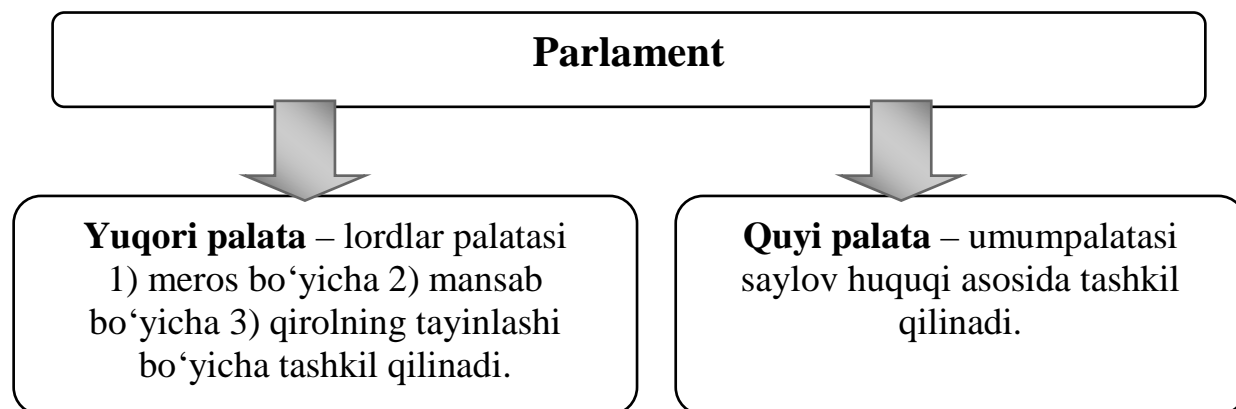 Parlament
Yuqori palata – lordlar palatasi
1) meros bo‘yicha 2) mansab
bo‘yicha 3) qirolning tayinlashi
bo‘yicha tashkil qilinadi.
Quyi palata – umumpalatasi
saylov huquqi asosida tashkil
qilinadi.